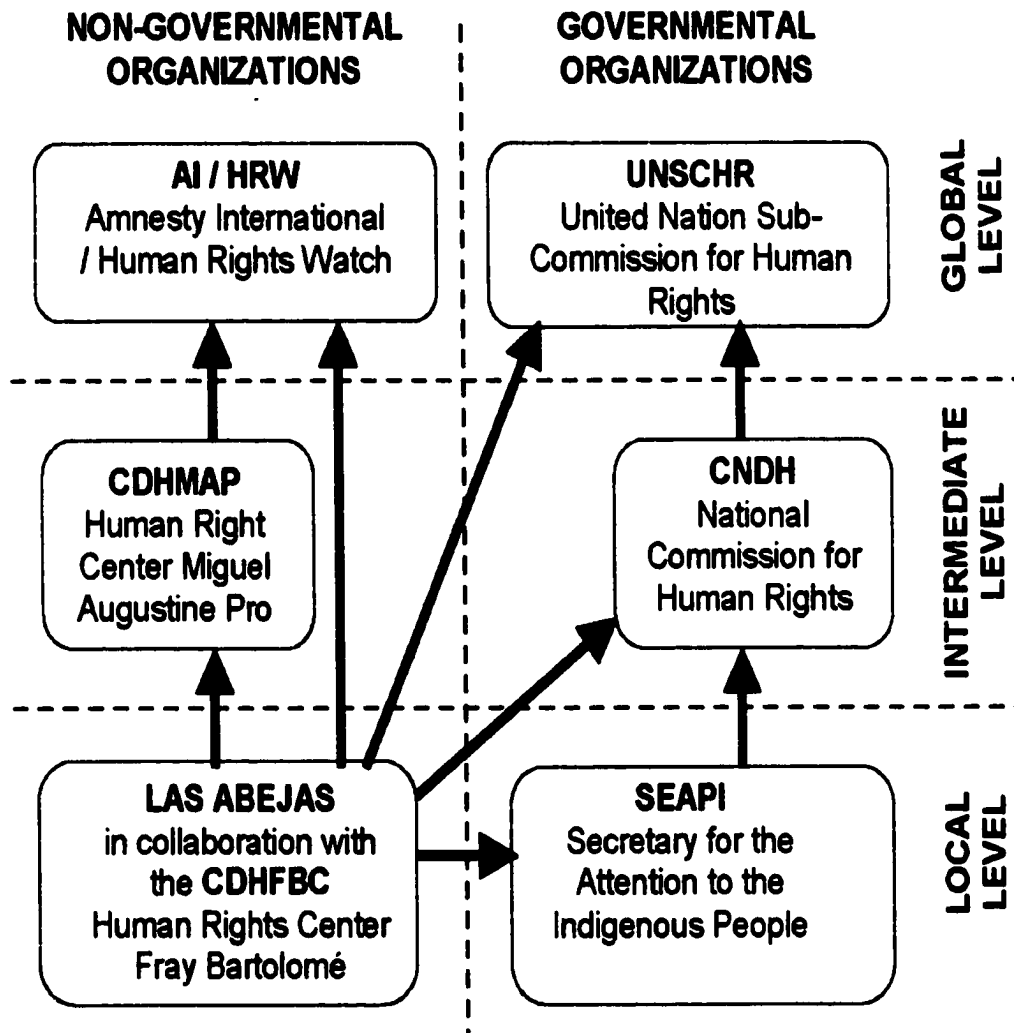 NON-GOVERNMENTAL
ORGANIZATIONS
GOVERNMENTAL
ORGANIZATIONS
AI / HRW
Amnesty International
/ Human Rights Watch
UNSCHR
United Nation Sub-
Commission for Human
Rights
GLOBAL
LEVEL
CDHMAP
Human Right
Center Miguel
Augustine Pro
CNDH
National
Commission for
Human Rights
INTERMEDIATE
LEVEL
LAS ABEJAS
in collaboration with
the CDHFBC
Human Rights Center
Fray Bartolomé
SEAPI
Secretary for the
Attention to the
Indigenous People
LOCAL
LEVEL